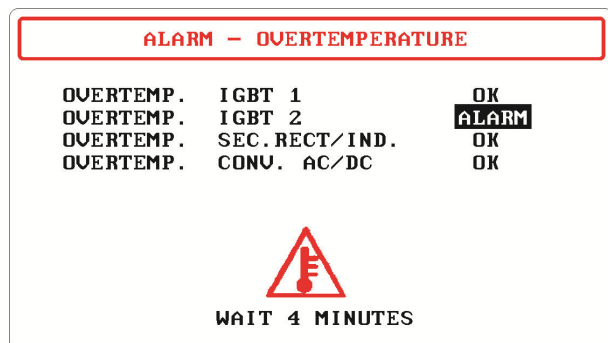 ALARM - OVERTEMPERATURE
OVERTEMP. IGBT 1 OK
OVERTEMP. IGBT 2 ALARM
OVERTEMP. SEC.RECT/IND. OK
OVERTEMP. CONV. AC/DC OK
WAIT 4 MINUTES